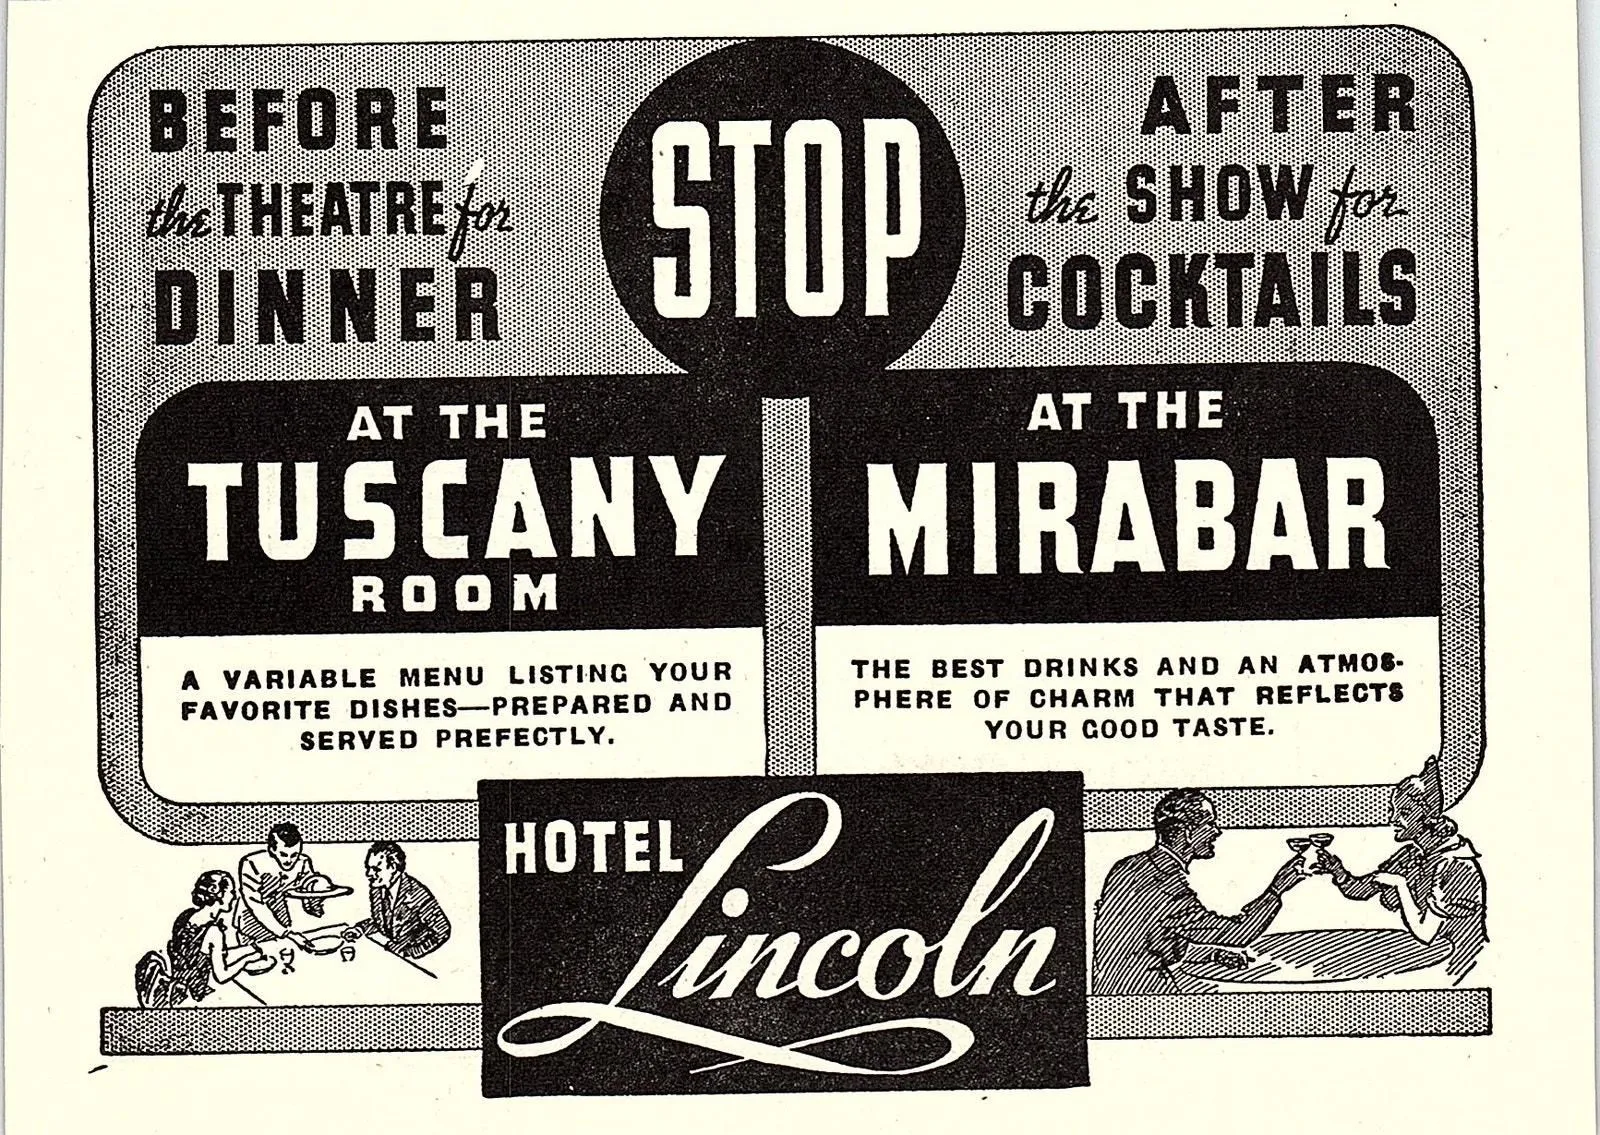 STOP
BEFORE
the THEATRE for
DINNER
AT THE
TUSCANY
ROOM
A VARIABLE MENU LISTING YOUR
FAVORITE DISHES—PREPARED AND
SERVED PREFECTLY.
AFTER
the SHOW for
COCKTAILS
AT THE
MIRABAR
THE BEST DRINKS AND AN ATMOS-
PHERE OF CHARM THAT REFLECTS
YOUR GOOD TASTE.
HOTEL
Lincoln